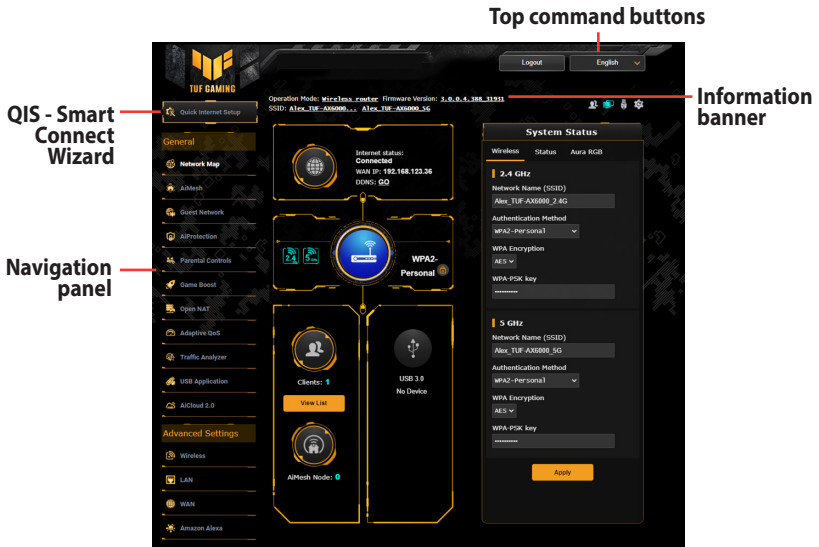 Top command buttons
TUF GAMING
Logout
English
Operation Mode: Wireless router Firmware Version: 3.0.0.4.388_31931
SSID: Alex_TUF-AX6000... Alex_TUF-AX6000_5G
Information
banner
QIS - Smart
Connect
Wizard
Quick Internet Setup
General
Network Map
AiMesh
Guest Network
AiProtection
Parental Controls
Game Boost
Open NAT
Adaptive QoS
Traffic Analyzer
USB Application
AiCloud 2.0
Advanced Settings
Wireless
LAN
WAN
Amazon Alexa
Navigation
panel
Internet status:
Connected
WAN IP: 192.168.123.36
DDNS: GO
2.4
5
WPA2-
Personal
Clients: 1
View List
AiMesh Node: 0
USB 3.0
No Device
System Status
Wireless Status Aura RGB
2.4 GHz
Network Name (SSID)
Alex_TUF-AX6000_2.4G
Authentication Method
WPA2-Personal
WPA Encryption
AES
WPA-PSK key
5 GHz
Network Name (SSID)
Alex_TUF-AX6000_5G
Authentication Method
WPA2-Personal
WPA Encryption
AES
WPA-PSK key
Apply